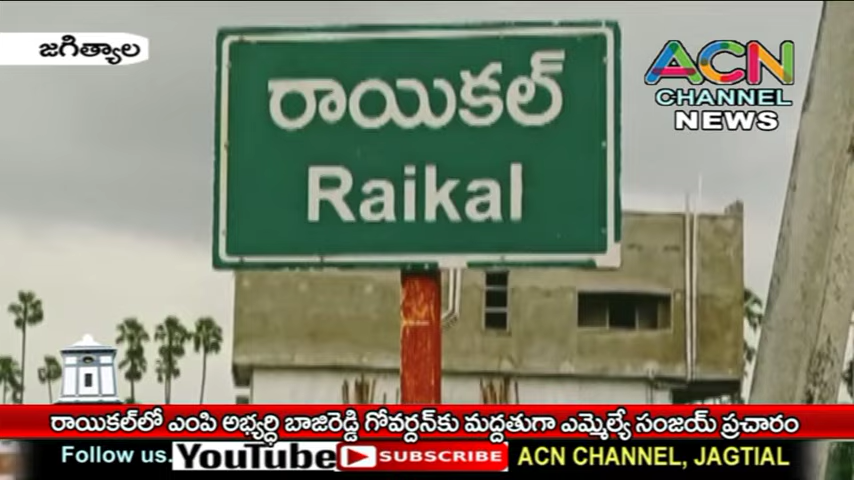 జగిత్యాల
రాయికల్
Raikal
ACN
CHANNEL
NEWS
రాయికల్‌లో ఎంపి అభ్యర్ధి బాజిరెడ్డి గోవర్దన్‌కు మద్దతుగా ఎమ్మెల్యే సంజయ్ ప్రచారం
Follow us. YouTube SUBSCRIBE ACN CHANNEL, JAGTIAL